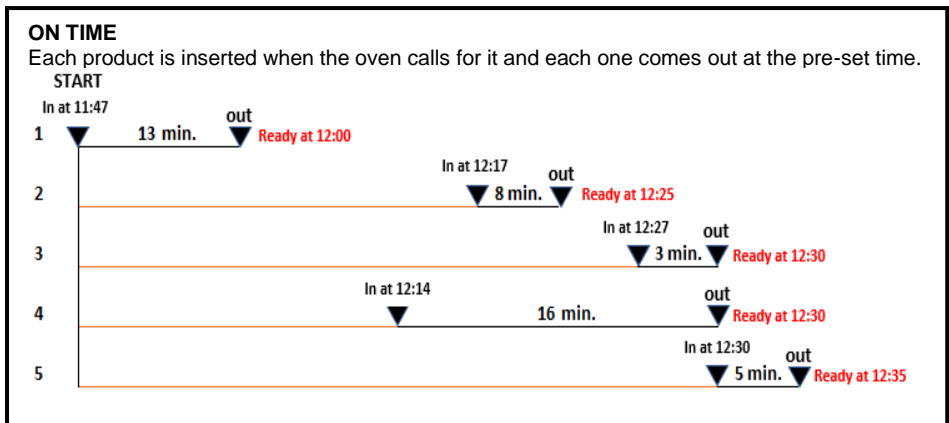 ON TIME
Each product is inserted when the oven calls for it and each one comes out at the pre-set time.
START
In at 11:47
out
1 13 min. Ready at 12:00
In at 12:17
out
2 8 min. Ready at 12:25
In at 12:27
out
3 3 min. Ready at 12:30
In at 12:14
out
4 16 min. Ready at 12:30
In at 12:30
out
5 5 min. Ready at 12:35